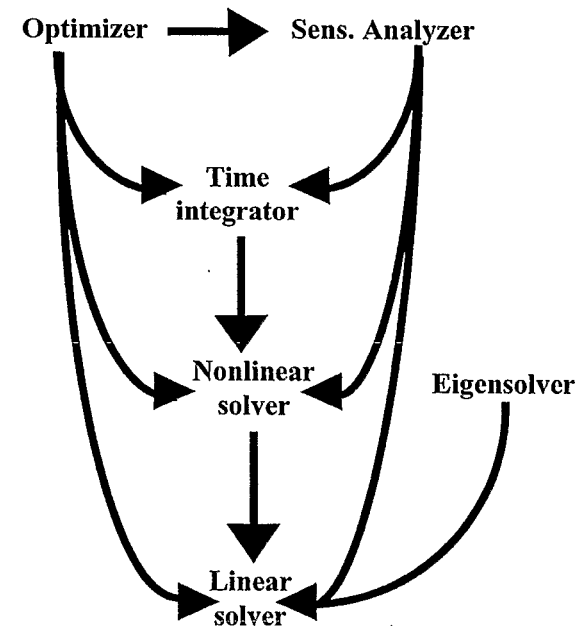 Optimizer
Sens. Analyzer
Time
integrator
Nonlinear
solver
Eigensolver
Linear
solver